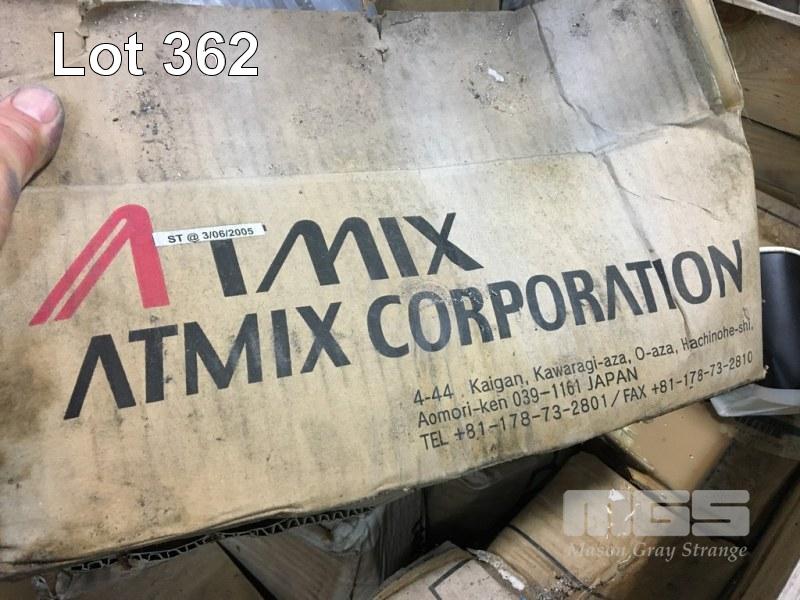 Lot 362
ATMIX
ST @ 3/06/2005
ATMIX CORPORATION
4-44 Kaigan, Kawaragi-aza, O-aza, Hachinohe-shi,
Aomori-ken 039-1161 JAPAN
TEL +81-178-73-2801 / FAX +81-178-73-2810
MGS
Mason Gray Strange